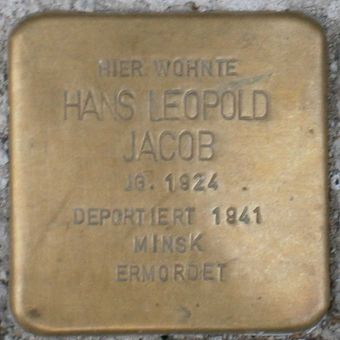 HIER WOHNTE
HANS LEOPOLD
JACOB
JG. 1924
DEPORTIERT 1941
MINSK
ERMORDET